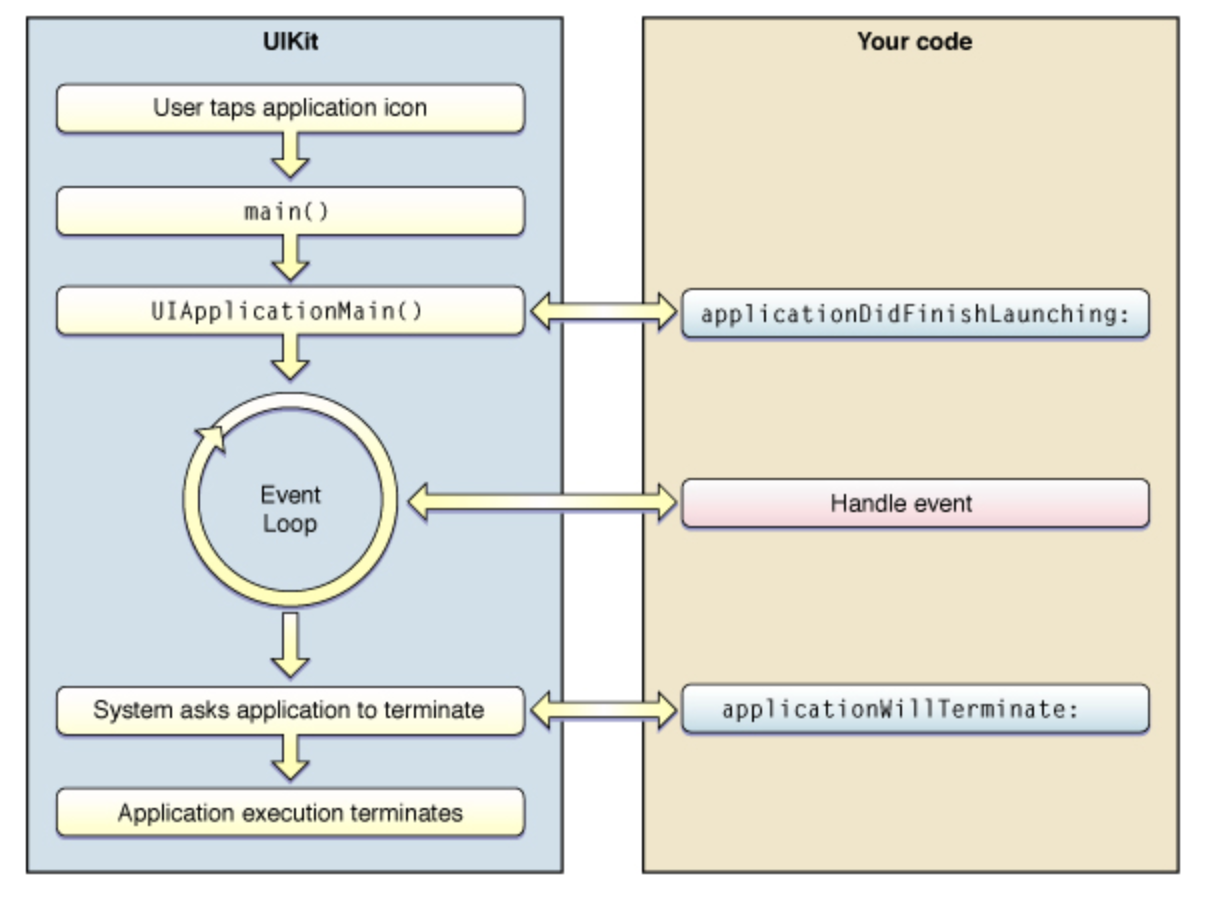 UIKit
User taps application icon
main()
UIApplicationMain()
Event
Loop
System asks application to terminate
Application execution terminates
Your code
applicationDidFinishLaunching:
Handle event
applicationWillTerminate: